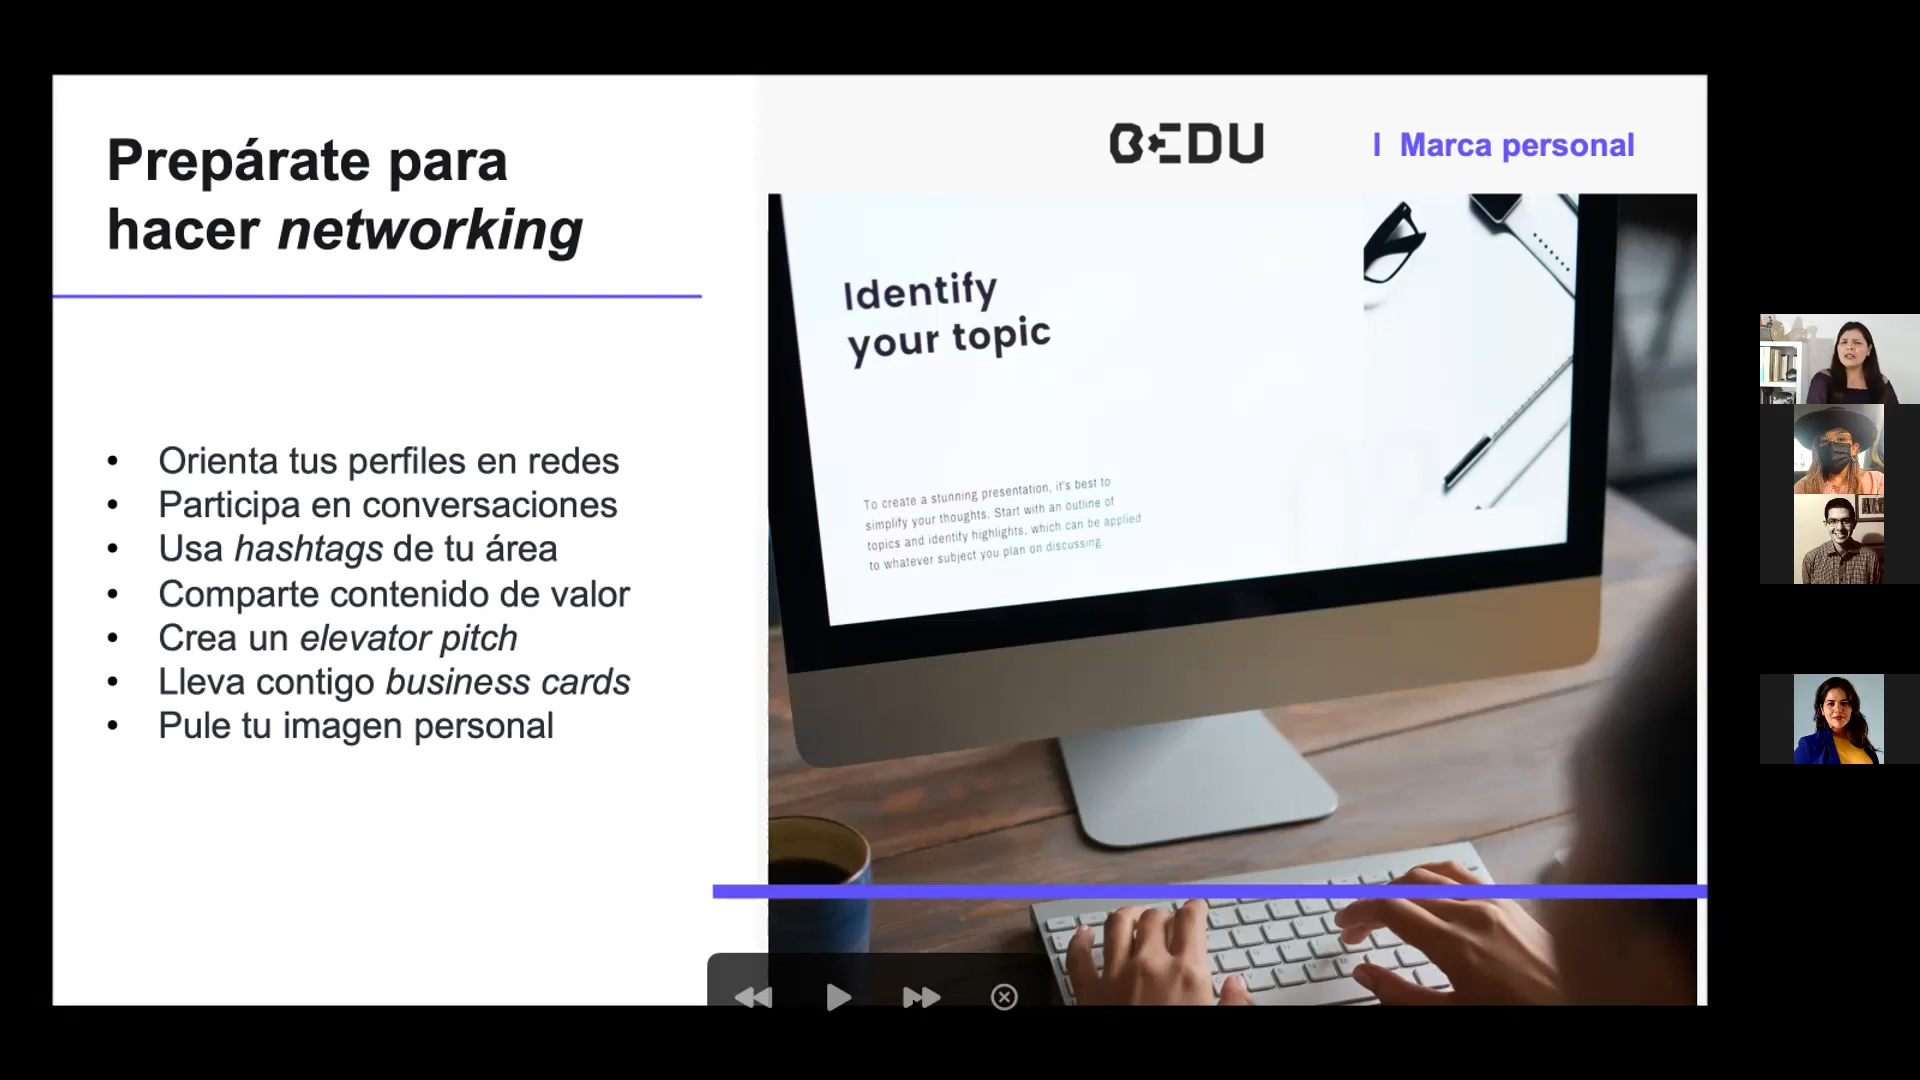 Prepárate para
hacer networking
BEDU
| Marca personal
• Orienta tus perfiles en redes
• Participa en conversaciones
• Usa hashtags de tu área
• Comparte contenido de valor
• Crea un elevator pitch
• Lleva contigo business cards
• Pule tu imagen personal
Identify
your topic
To create a stunning presentation, it's best to
simplify your thoughts. Start with an outline of
topics and identify highlights, which can be applied
to whatever subject you plan on discussing.